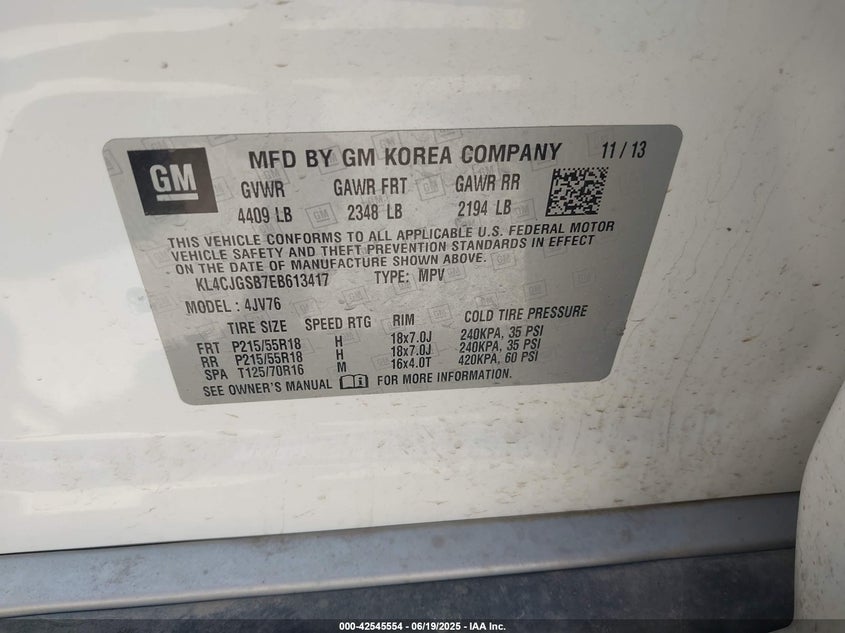 GM
MFD BY GM KOREA COMPANY 11 / 13
GVWR GAWR FRT GAWR RR
4409 LB 2348 LB 2194 LB
THIS VEHICLE CONFORMS TO ALL APPLICABLE U.S. FEDERAL MOTOR
VEHICLE SAFETY AND THEFT PREVENTION STANDARDS IN EFFECT
ON THE DATE OF MANUFACTURE SHOWN ABOVE.
KL4CJGSB7EB613417 TYPE: MPV
MODEL : 4JV76
TIRE SIZE SPEED RTG RIM COLD TIRE PRESSURE
FRT P215/55R18 H 18x7.0J 240KPA, 35 PSI
RR P215/55R18 H 18x7.0J 240KPA, 35 PSI
SPA T125/70R16 M 16x4.0T 420KPA, 60 PSI
SEE OWNER'S MANUAL FOR MORE INFORMATION.
000-42545554 - 06/19/2025 - IAA Inc.